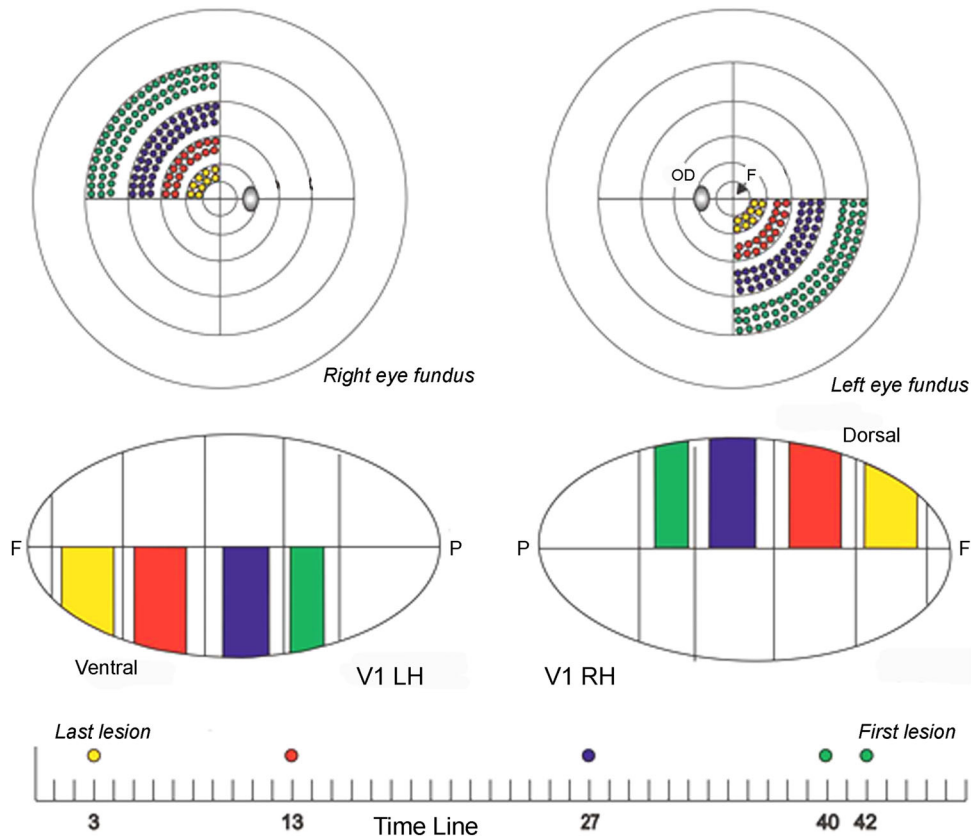 OD
F
Right eye fundus
Left eye fundus
Dorsal
F
P
P
F
Ventral
V1 LH
V1 RH
Last lesion
First lesion
3
13
Time Line
27
40
42